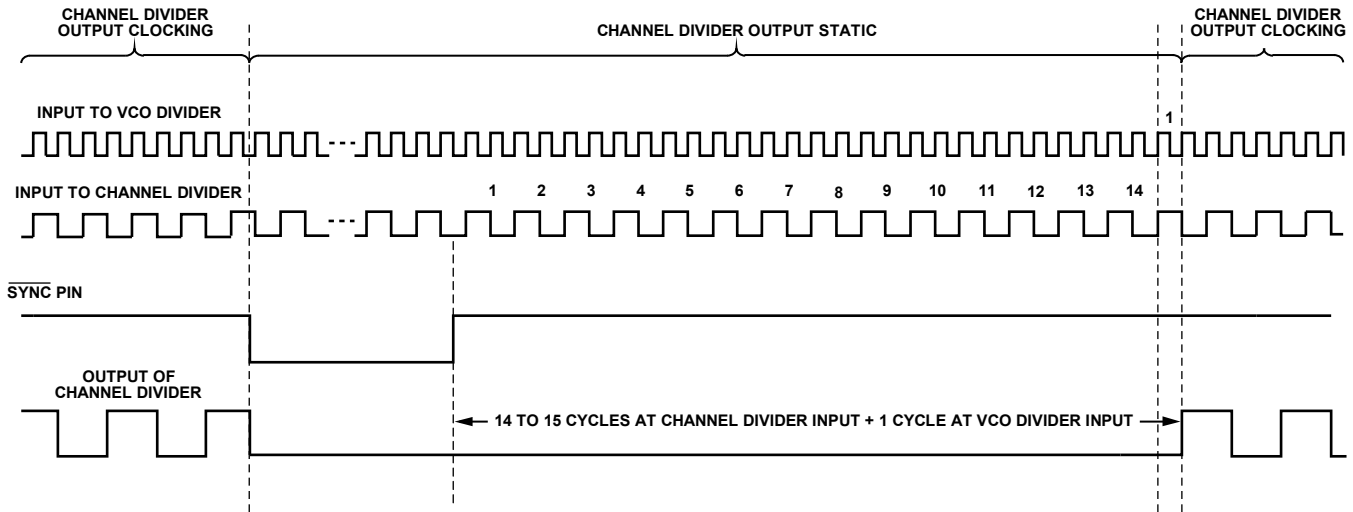 CHANNEL DIVIDER
OUTPUT CLOCKING
CHANNEL DIVIDER OUTPUT STATIC
CHANNEL DIVIDER
OUTPUT CLOCKING
INPUT TO VCO DIVIDER
1
INPUT TO CHANNEL DIVIDER
1 2 3 4 5 6 7 8 9 10 11 12 13 14
SYNC PIN
OUTPUT OF
CHANNEL DIVIDER
14 TO 15 CYCLES AT CHANNEL DIVIDER INPUT + 1 CYCLE AT VCO DIVIDER INPUT